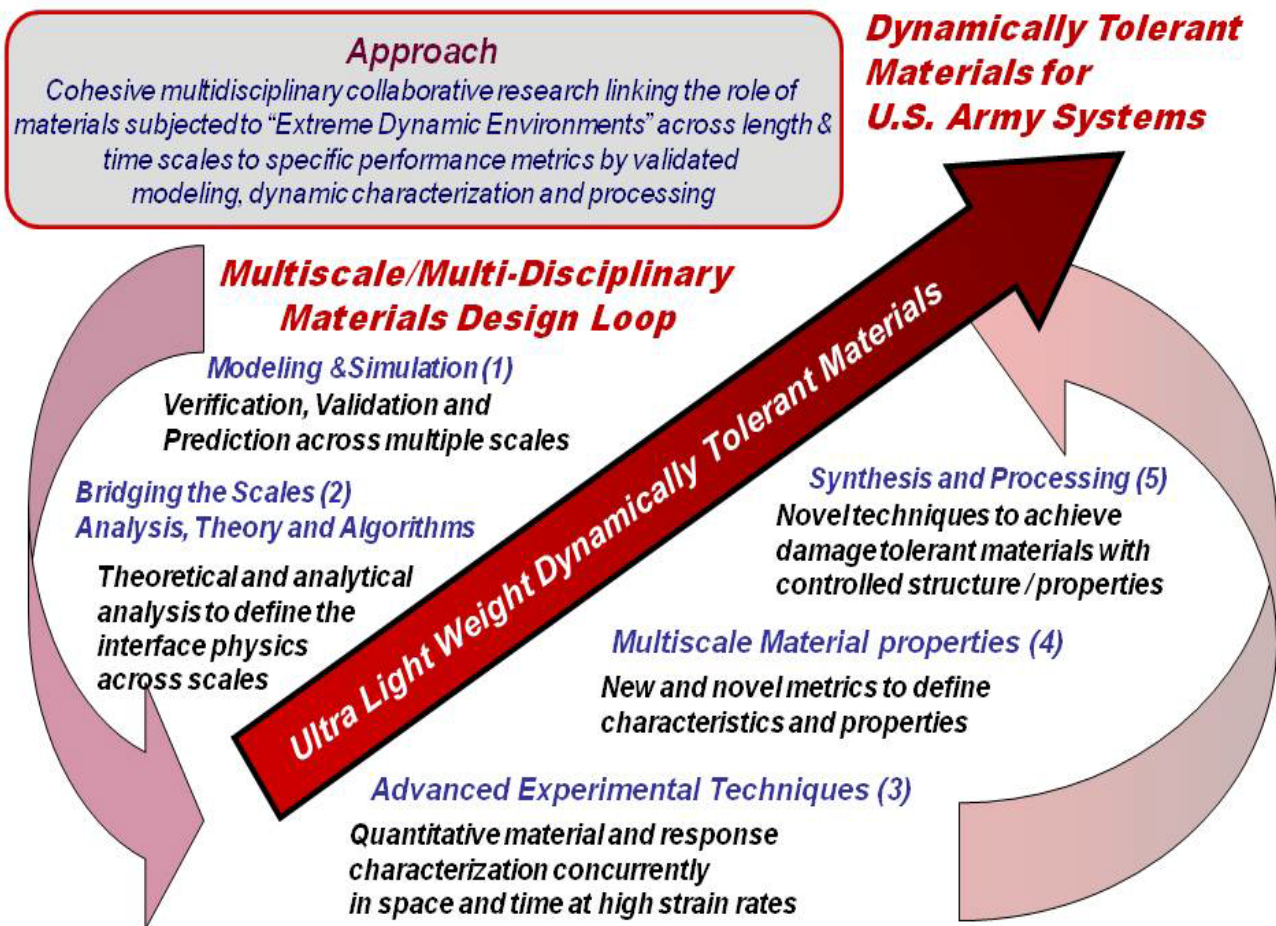 Approach
Cohesive multidisciplinary collaborative research linking the role of
materials subjected to “Extreme Dynamic Environments” across length &
time scales to specific performance metrics by validated
modeling, dynamic characterization and processing
Dynamically Tolerant
Materials for
U.S. Army Systems
Multiscale/Multi-Disciplinary
Materials Design Loop
Modeling &Simulation (1)
Verification, Validation and
Prediction across multiple scales
Bridging the Scales (2)
Analysis, Theory and Algorithms
Theoretical and analytical
analysis to define the
interface physics
across scales
Ultra Light Weight Dynamically Tolerant Materials
Advanced Experimental Techniques (3)
Quantitative material and response
characterization concurrently
in space and time at high strain rates
Multiscale Material properties (4)
New and novel metrics to define
characteristics and properties
Synthesis and Processing (5)
Novel techniques to achieve
damage tolerant materials with
controlled structure / properties